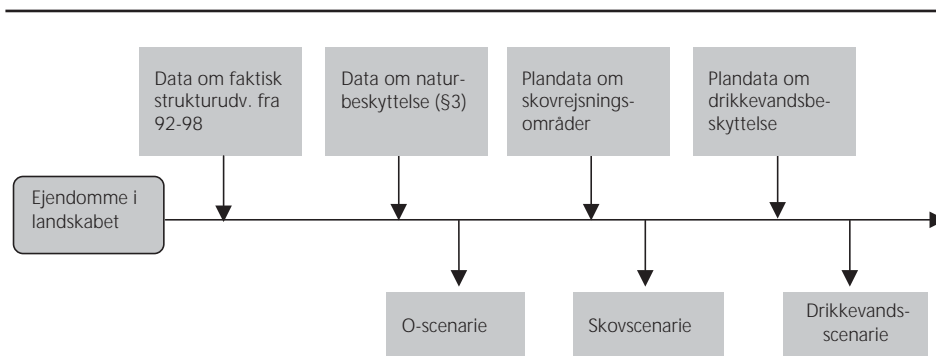 Data om faktisk
strukturudv. fra
92-98
Data om natur-
beskyttelse (§3)
Plandata om
skovrejsnings-
områder
Plandata om
drikkevandsbe-
skyttelse
Ejendomme i
landskabet
O-scenarie
Skovscenarie
Drikkevands-
scenarie